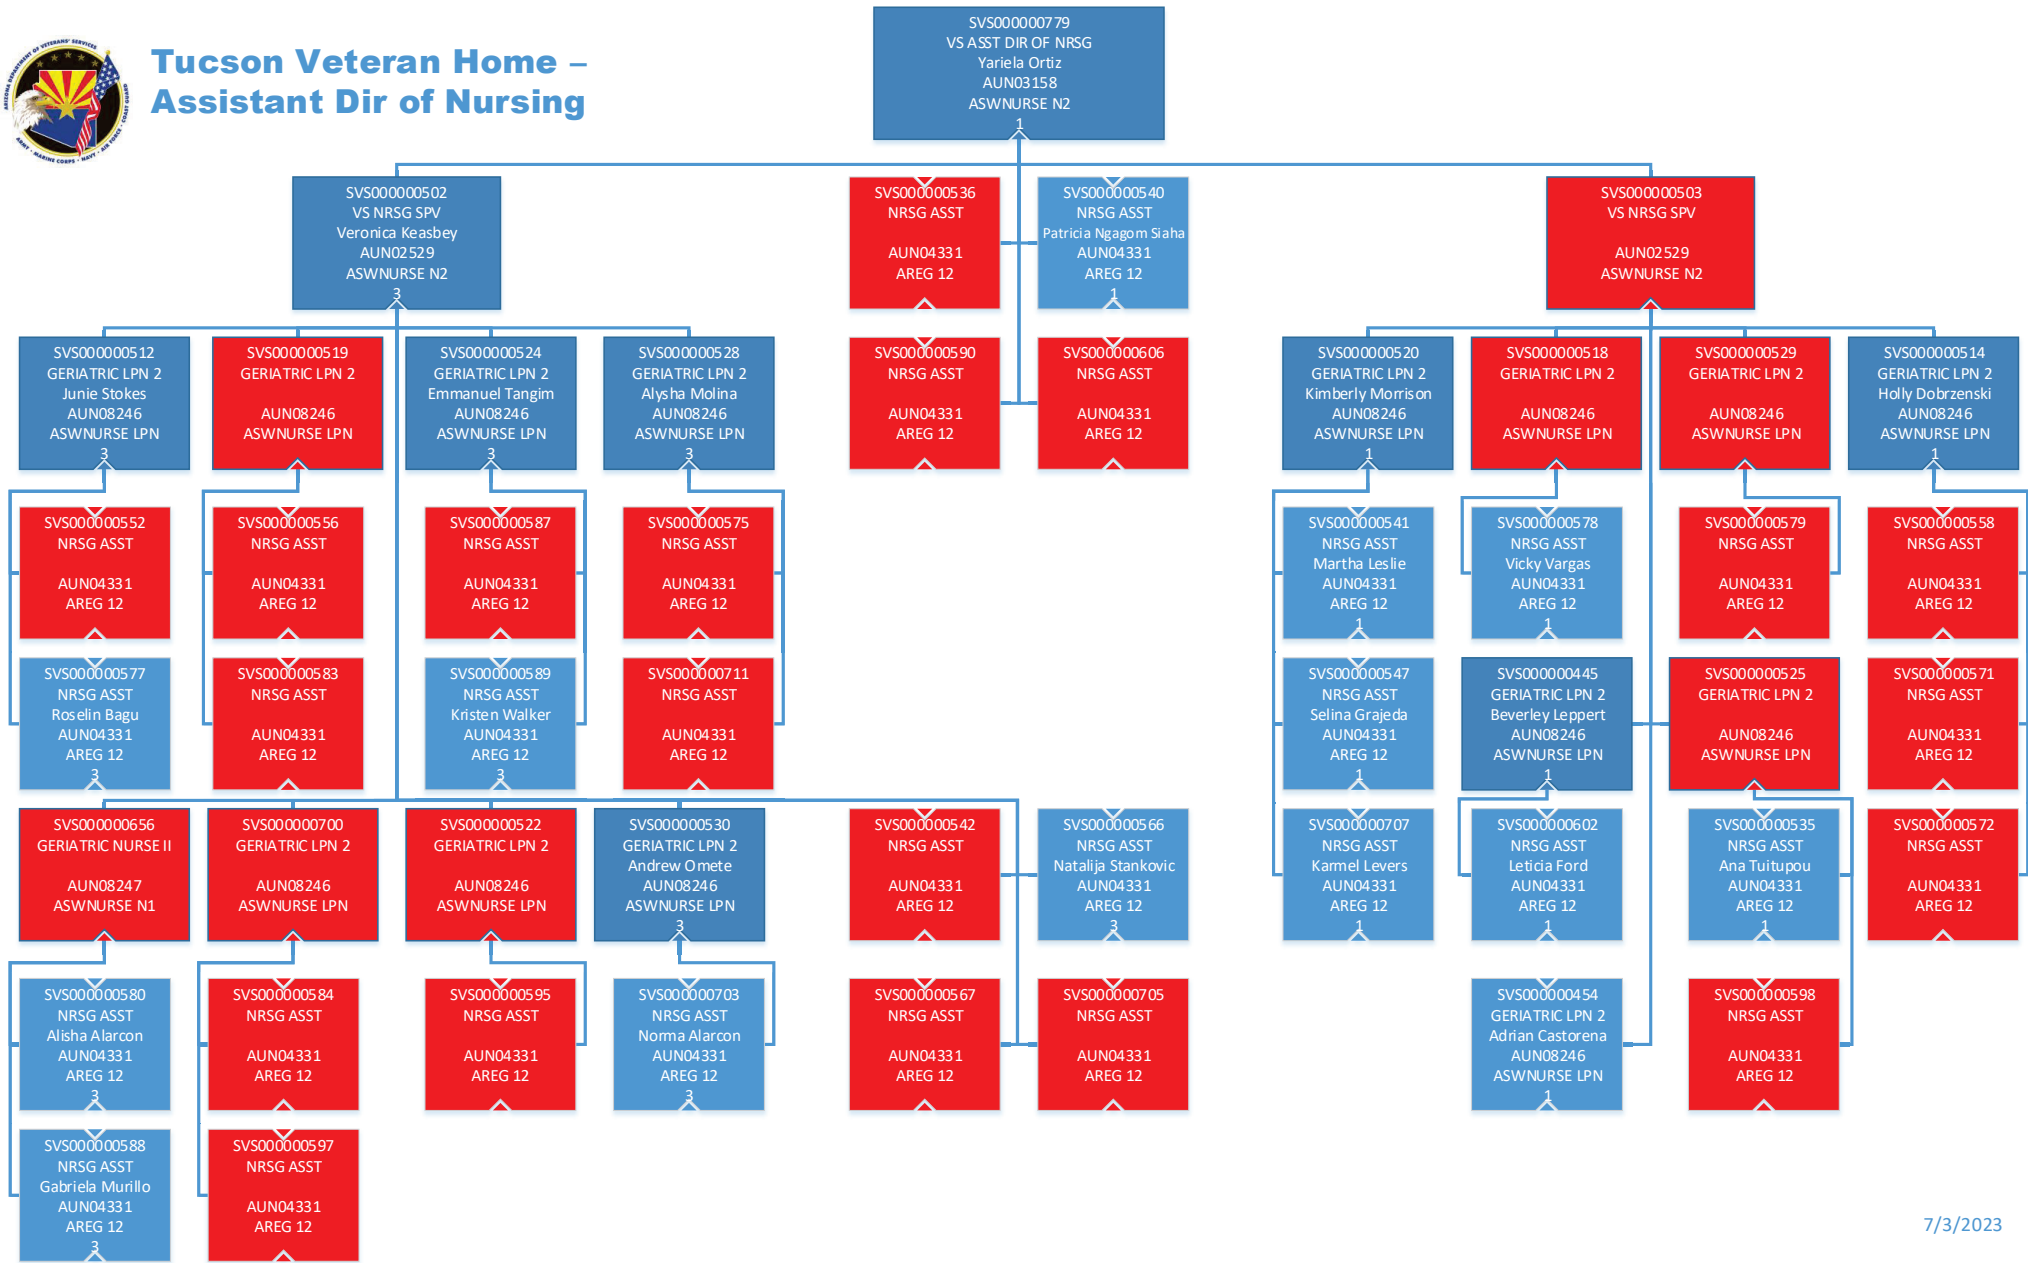 ARIZONA DEPARTMENT OF VETERANS' SERVICES
ARMY - MARINE CORPS - NAVY - AIR FORCE - COAST GUARD
Tucson Veteran Home –
Assistant Dir of Nursing
SVS000000779
VS ASST DIR OF NRSG
Yariela Ortiz
AUN03158
ASWNURSE N2
1
SVS000000502
VS NRSG SPV
Veronica Keasbey
AUN02529
ASWNURSE N2
3
SVS000000536
NRSG ASST
AUN04331
AREG 12
SVS000000540
NRSG ASST
Patricia Ngagom Siaha
AUN04331
AREG 12
1
SVS000000503
VS NRSG SPV
AUN02529
ASWNURSE N2
SVS000000512
GERIATRIC LPN 2
Junie Stokes
AUN08246
ASWNURSE LPN
3
SVS000000519
GERIATRIC LPN 2
AUN08246
ASWNURSE LPN
SVS000000524
GERIATRIC LPN 2
Emmanuel Tangim
AUN08246
ASWNURSE LPN
3
SVS000000528
GERIATRIC LPN 2
Alysha Molina
AUN08246
ASWNURSE LPN
3
SVS000000590
NRSG ASST
AUN04331
AREG 12
SVS000000606
NRSG ASST
AUN04331
AREG 12
SVS000000520
GERIATRIC LPN 2
Kimberly Morrison
AUN08246
ASWNURSE LPN
1
SVS000000518
GERIATRIC LPN 2
AUN08246
ASWNURSE LPN
SVS000000529
GERIATRIC LPN 2
AUN08246
ASWNURSE LPN
SVS000000514
GERIATRIC LPN 2
Holly Dobrzenski
AUN08246
ASWNURSE LPN
1
SVS000000552
NRSG ASST
AUN04331
AREG 12
SVS000000556
NRSG ASST
AUN04331
AREG 12
SVS000000587
NRSG ASST
AUN04331
AREG 12
SVS000000575
NRSG ASST
AUN04331
AREG 12
SVS000000541
NRSG ASST
Martha Leslie
AUN04331
AREG 12
1
SVS000000578
NRSG ASST
Vicky Vargas
AUN04331
AREG 12
1
SVS000000579
NRSG ASST
AUN04331
AREG 12
SVS000000558
NRSG ASST
AUN04331
AREG 12
SVS000000577
NRSG ASST
Roselin Bagu
AUN04331
AREG 12
3
SVS000000583
NRSG ASST
AUN04331
AREG 12
SVS000000589
NRSG ASST
Kristen Walker
AUN04331
AREG 12
3
SVS000000711
NRSG ASST
AUN04331
AREG 12
SVS000000547
NRSG ASST
Selina Grajeda
AUN04331
AREG 12
1
SVS000000445
GERIATRIC LPN 2
Beverley Leppert
AUN08246
ASWNURSE LPN
1
SVS000000525
GERIATRIC LPN 2
AUN08246
ASWNURSE LPN
SVS000000571
NRSG ASST
AUN04331
AREG 12
SVS000000656
GERIATRIC NURSE II
AUN08247
ASWNURSE N1
SVS000000700
GERIATRIC LPN 2
AUN08246
ASWNURSE LPN
SVS000000522
GERIATRIC LPN 2
AUN08246
ASWNURSE LPN
SVS000000530
GERIATRIC LPN 2
Andrew Omete
AUN08246
ASWNURSE LPN
3
SVS000000542
NRSG ASST
AUN04331
AREG 12
SVS000000566
NRSG ASST
Natalija Stankovic
AUN04331
AREG 12
3
SVS000000707
NRSG ASST
Karmel Levers
AUN04331
AREG 12
1
SVS000000602
NRSG ASST
Leticia Ford
AUN04331
AREG 12
1
SVS000000535
NRSG ASST
Ana Tuitupou
AUN04331
AREG 12
1
SVS000000572
NRSG ASST
AUN04331
AREG 12
SVS000000580
NRSG ASST
Alisha Alarcon
AUN04331
AREG 12
3
SVS000000584
NRSG ASST
AUN04331
AREG 12
SVS000000595
NRSG ASST
AUN04331
AREG 12
SVS000000703
NRSG ASST
Norma Alarcon
AUN04331
AREG 12
3
SVS000000567
NRSG ASST
AUN04331
AREG 12
SVS000000705
NRSG ASST
AUN04331
AREG 12
SVS000000454
GERIATRIC LPN 2
Adrian Castorena
AUN08246
ASWNURSE LPN
1
SVS000000598
NRSG ASST
AUN04331
AREG 12
SVS000000588
NRSG ASST
Gabriela Murillo
AUN04331
AREG 12
3
SVS000000597
NRSG ASST
AUN04331
AREG 12
7/3/2023